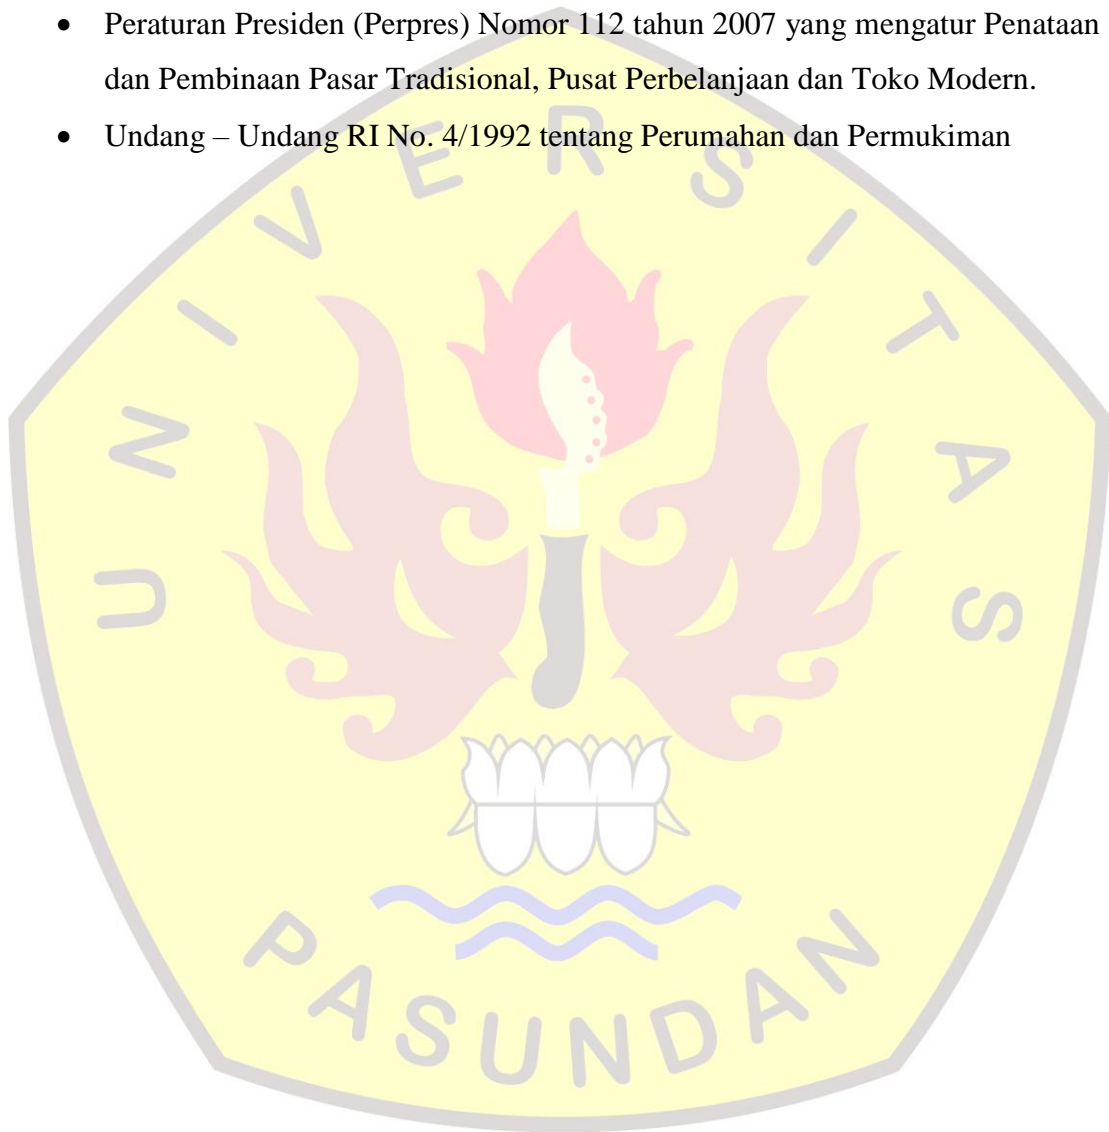 • Peraturan Presiden (Perpres) Nomor 112 tahun 2007 yang mengatur Penataan
dan Pembinaan Pasar Tradisional, Pusat Perbelanjaan dan Toko Modern.
• Undang – Undang RI No. 4/1992 tentang Perumahan dan Permukiman
UNIVERSITAS
PASUNDAN